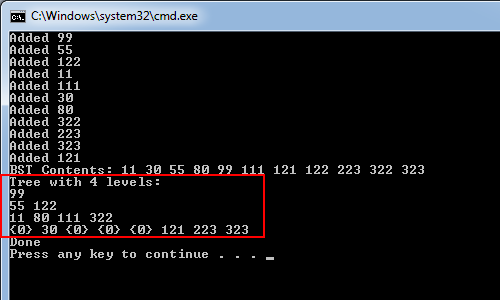 C:\Windows\system32\cmd.exe
Added 99
Added 55
Added 122
Added 11
Added 111
Added 30
Added 80
Added 322
Added 223
Added 323
Added 121
BST Contents: 11 30 55 80 99 111 121 122 223 322 323
Tree with 4 levels:
99
55 122
11 80 111 322
{0} 30 {0} {0} {0} 121 223 323
Done
Press any key to continue . . . _